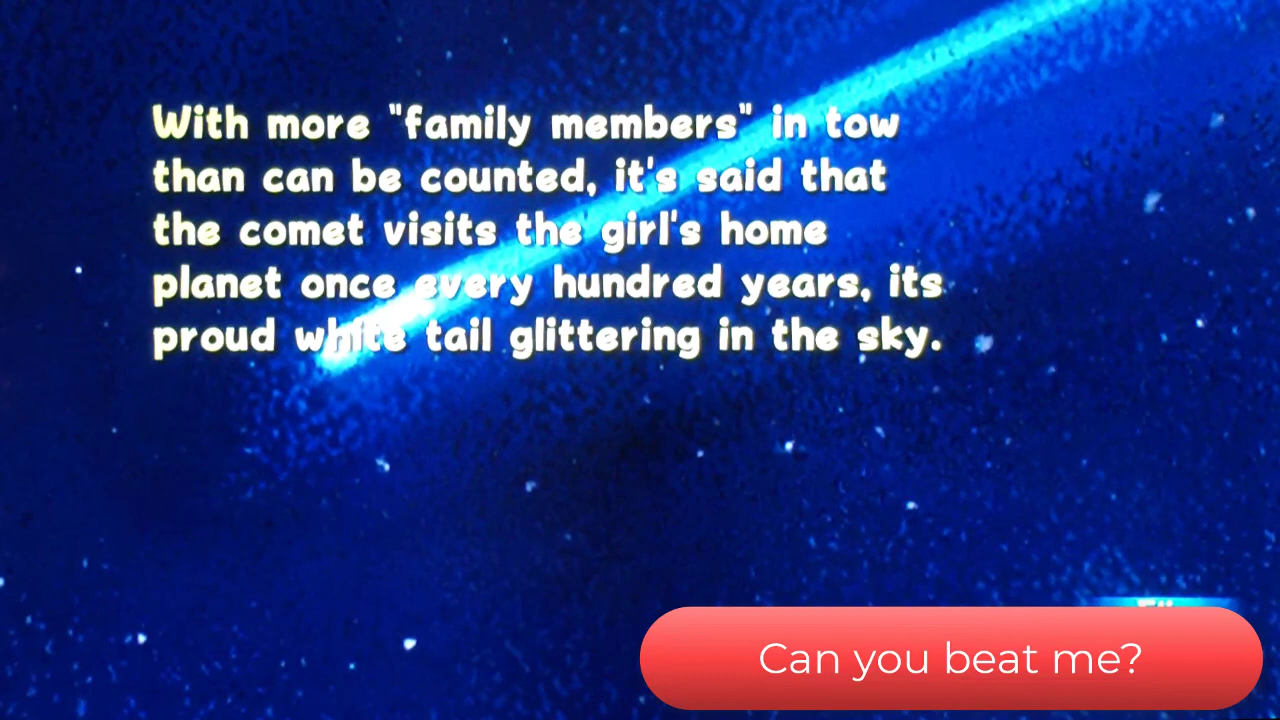 With more "family members" in tow
than can be counted, it's said that
the comet visits the girl's home
planet once every hundred years, its
proud white tail glittering in the sky.
Can you beat me?